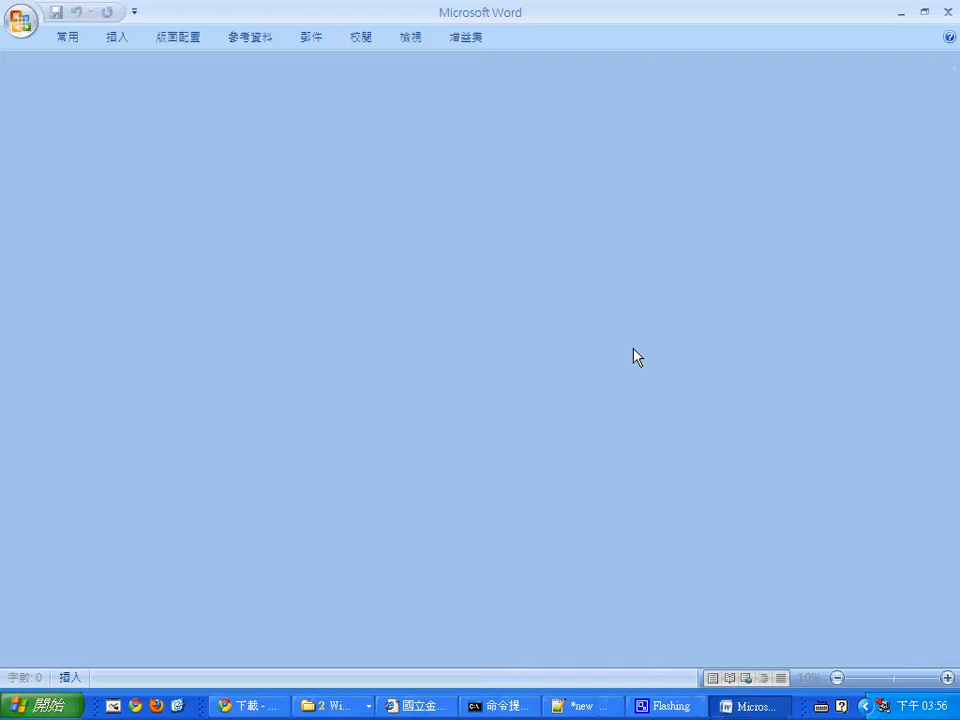 Microsoft Word
常用 插入 版面配置 參考資料 郵件 校閱 檢視 增益集
字數: 0 插入 10%
開始 下載 - ... 2 Wi... 國立金... 命令提... *new ... Flashing Micros... 下午 03:56